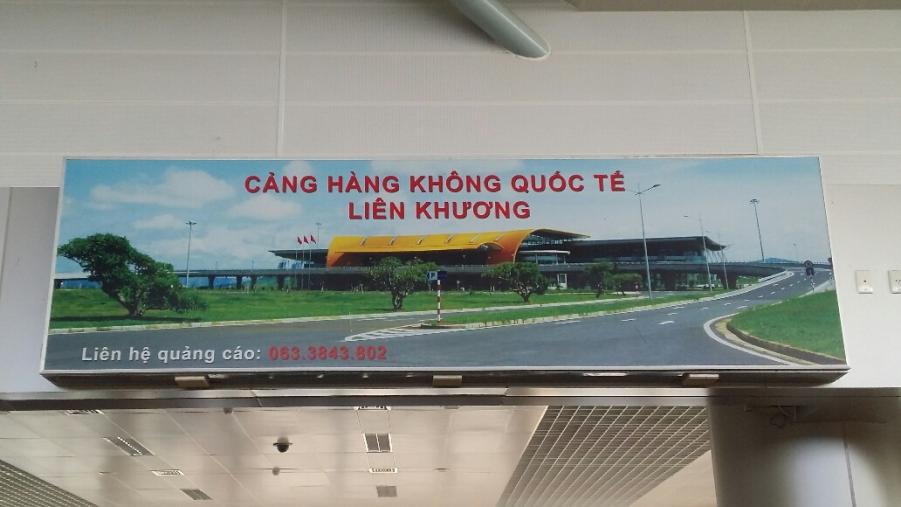 CẢNG HÀNG KHÔNG QUỐC TẾ
LIÊN KHƯƠNG
Liên hệ quảng cáo: 063.3843.802